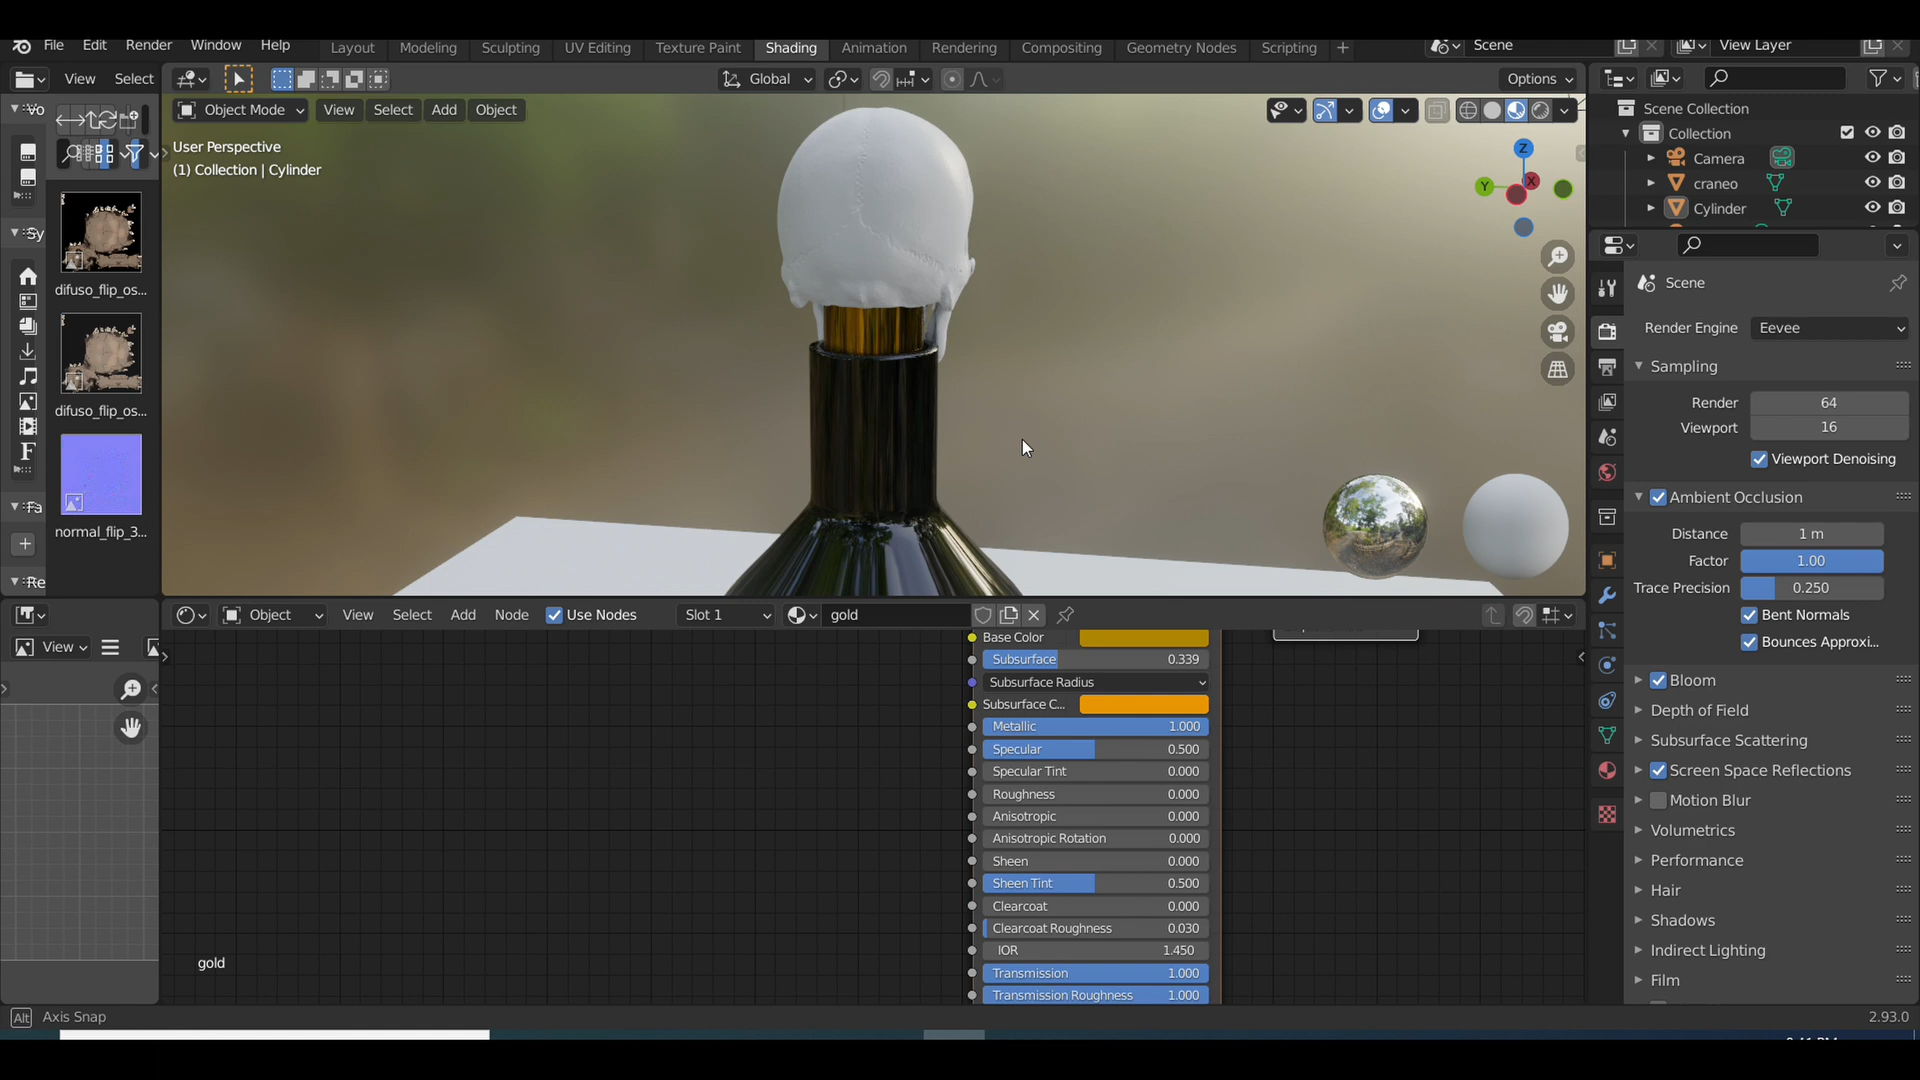 File Edit Render Window Help
Layout Modeling Sculpting UV Editing Texture Paint Shading Animation Rendering Compositing Geometry Nodes Scripting +
Scene View Layer
View Select
Global
Options
Object Mode View Select Add Object
User Perspective
(1) Collection | Cylinder
Z
Y
X
Vo
Sy
Fa
Re
difuso_flip_os...
difuso_flip_os...
normal_flip_3...
Scene Collection
Collection
Camera
craneo
Cylinder
Scene
Render Engine Eevee
Sampling
Render 64
Viewport 16
Viewport Denoising
Ambient Occlusion
Distance 1 m
Factor 1.00
Trace Precision 0.250
Bent Normals
Bounces Approxi...
Bloom
Depth of Field
Subsurface Scattering
Screen Space Reflections
Motion Blur
Volumetrics
Performance
Hair
Shadows
Indirect Lighting
Film
View
Object View Select Add Node Use Nodes Slot 1 gold
Base Color
Subsurface 0.339
Subsurface Radius
Subsurface C...
Metallic 1.000
Specular 0.500
Specular Tint 0.000
Roughness 0.000
Anisotropic 0.000
Anisotropic Rotation 0.000
Sheen 0.000
Sheen Tint 0.500
Clearcoat 0.000
Clearcoat Roughness 0.030
IOR 1.450
Transmission 1.000
Transmission Roughness 1.000
gold
Alt Axis Snap
2.93.0